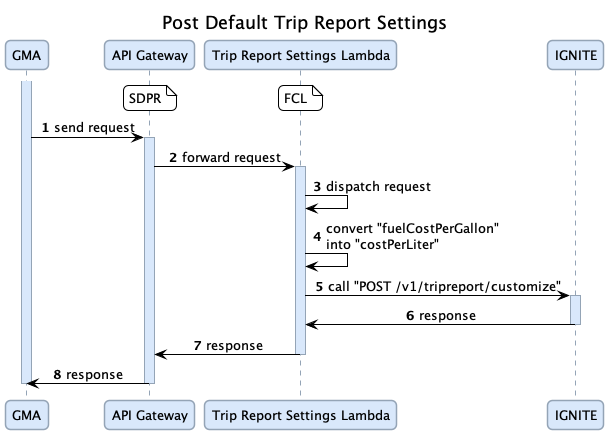 Post Default Trip Report Settings
GMA
API Gateway
Trip Report Settings Lambda
IGNITE
SDPR
FCL
1 send request
2 forward request
3 dispatch request
4 convert "fuelCostPerGallon"
into "costPerLiter"
5 call "POST /v1/tripreport/customize"
6 response
7 response
8 response
GMA
API Gateway
Trip Report Settings Lambda
IGNITE